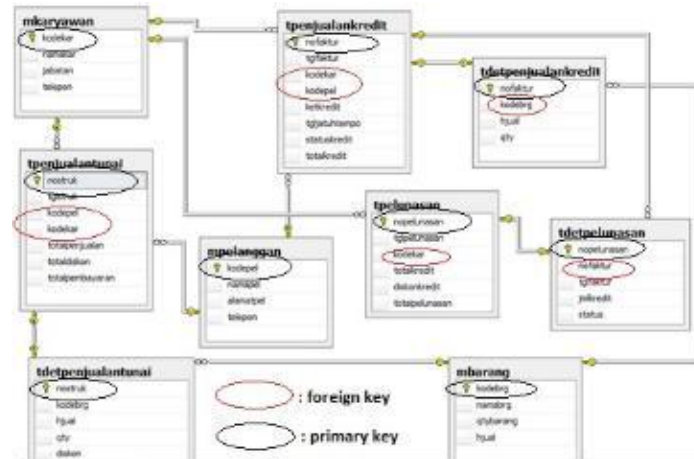 mkaryawan
kodekar
namakar
jabatan
telepon
tpenjualankredit
nofaktur
tglfaktur
kodekar
kodepel
ketkredit
tgljatuhtempo
statuskredit
totalkredit
tdetpenjualankredit
nofaktur
kodebrg
hjual
qty
tpenjualantunai
nostruk
tglstruk
kodepel
kodekar
totalpenjualan
totaldiskon
totalpembayaran
mpelanggan
kodepel
namapel
alamatpel
telepon
tpelunasan
nopelunasan
tglpelunasan
kodekar
totalkredit
diskonkredit
totalpelunasan
tdetpelunasan
nopelunasan
nofaktur
tglfaktur
jmlkredit
status
tdetpenjualantunai
nostruk
kodebrg
hjual
qty
diskon
mbarang
kodebrg
namabrg
qtybarang
hjual
: foreign key
: primary key